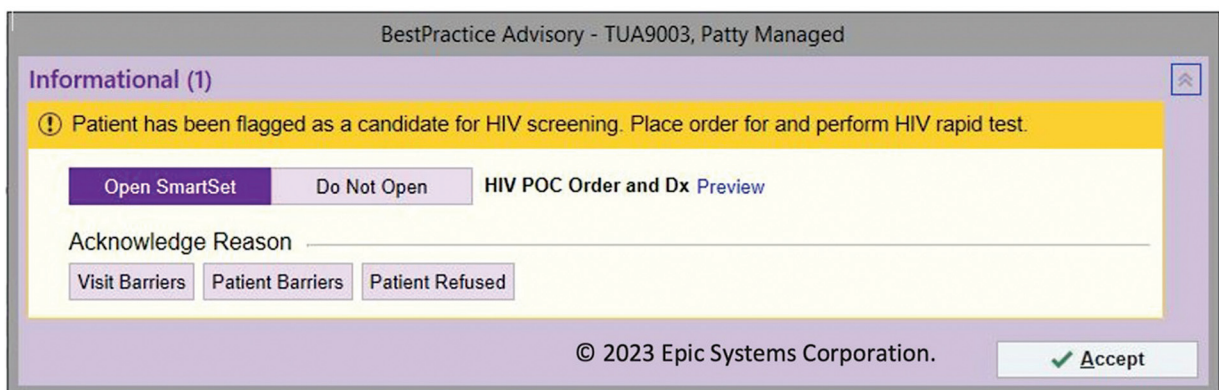 BestPractice Advisory - TUA9003, Patty Managed
Informational (1)
Patient has been flagged as a candidate for HIV screening. Place order for and perform HIV rapid test.
Open SmartSet Do Not Open HIV POC Order and Dx Preview
Acknowledge Reason
Visit Barriers Patient Barriers Patient Refused
© 2023 Epic Systems Corporation.
Accept